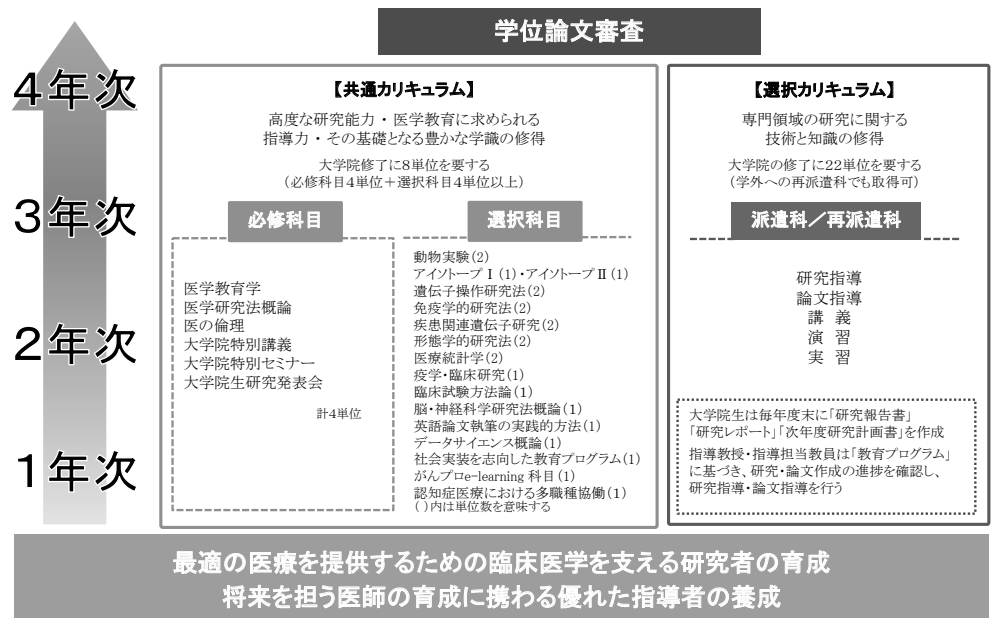 学位論文審査
4年次
3年次
2年次
1年次
【共通カリキュラム】
高度な研究能力・医学教育に求められる
指導力・その基礎となる豊かな学識の修得
大学院修了に8単位を要する
（必修科目4単位＋選択科目4単位以上）
必修科目
医学教育学
医学研究法概論
医の倫理
大学院特別講義
大学院特別セミナー
大学院生研究発表会
計4単位
選択科目
動物実験(2)
アイソトープⅠ(1)・アイソトープⅡ(1)
遺伝子操作研究法(2)
免疫学的研究法(2)
疾患関連遺伝子研究(2)
形態学的研究法(2)
医療統計学(2)
疫学・臨床研究(1)
臨床試験方法論(1)
脳・神経科学研究法概論(1)
英語論文執筆の実践的方法(1)
データサイエンス概論(1)
社会実装を志向した教育プログラム(1)
がんプロe-learning 科目(1)
認知症医療における多職種協働(1)
( )内は単位数を意味する
【選択カリキュラム】
専門領域の研究に関する
技術と知識の修得
大学院の修了に22単位を要する
（学外への再派遣科でも取得可）
派遣科／再派遣科
研究指導
論文指導
講　義
演　習
実　習
大学院生は毎年度末に「研究報告書」
「研究レポート」「次年度研究計画書」を作成
指導教授・指導担当教員は「教育プログラム」
に基づき、研究・論文作成の進捗を確認し、
研究指導・論文指導を行う
最適の医療を提供するための臨床医学を支える研究者の育成
将来を担う医師の育成に携わる優れた指導者の養成